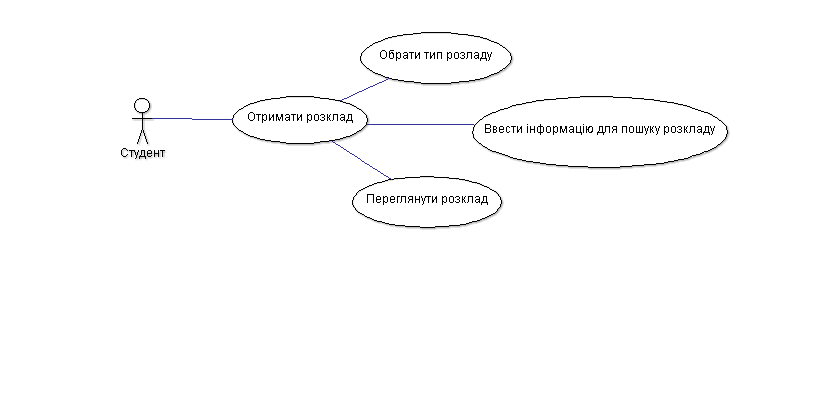 Обрати тип розладу
Отримати розклад
Ввести інформацію для пошуку розкладу
Студент
Переглянути розклад